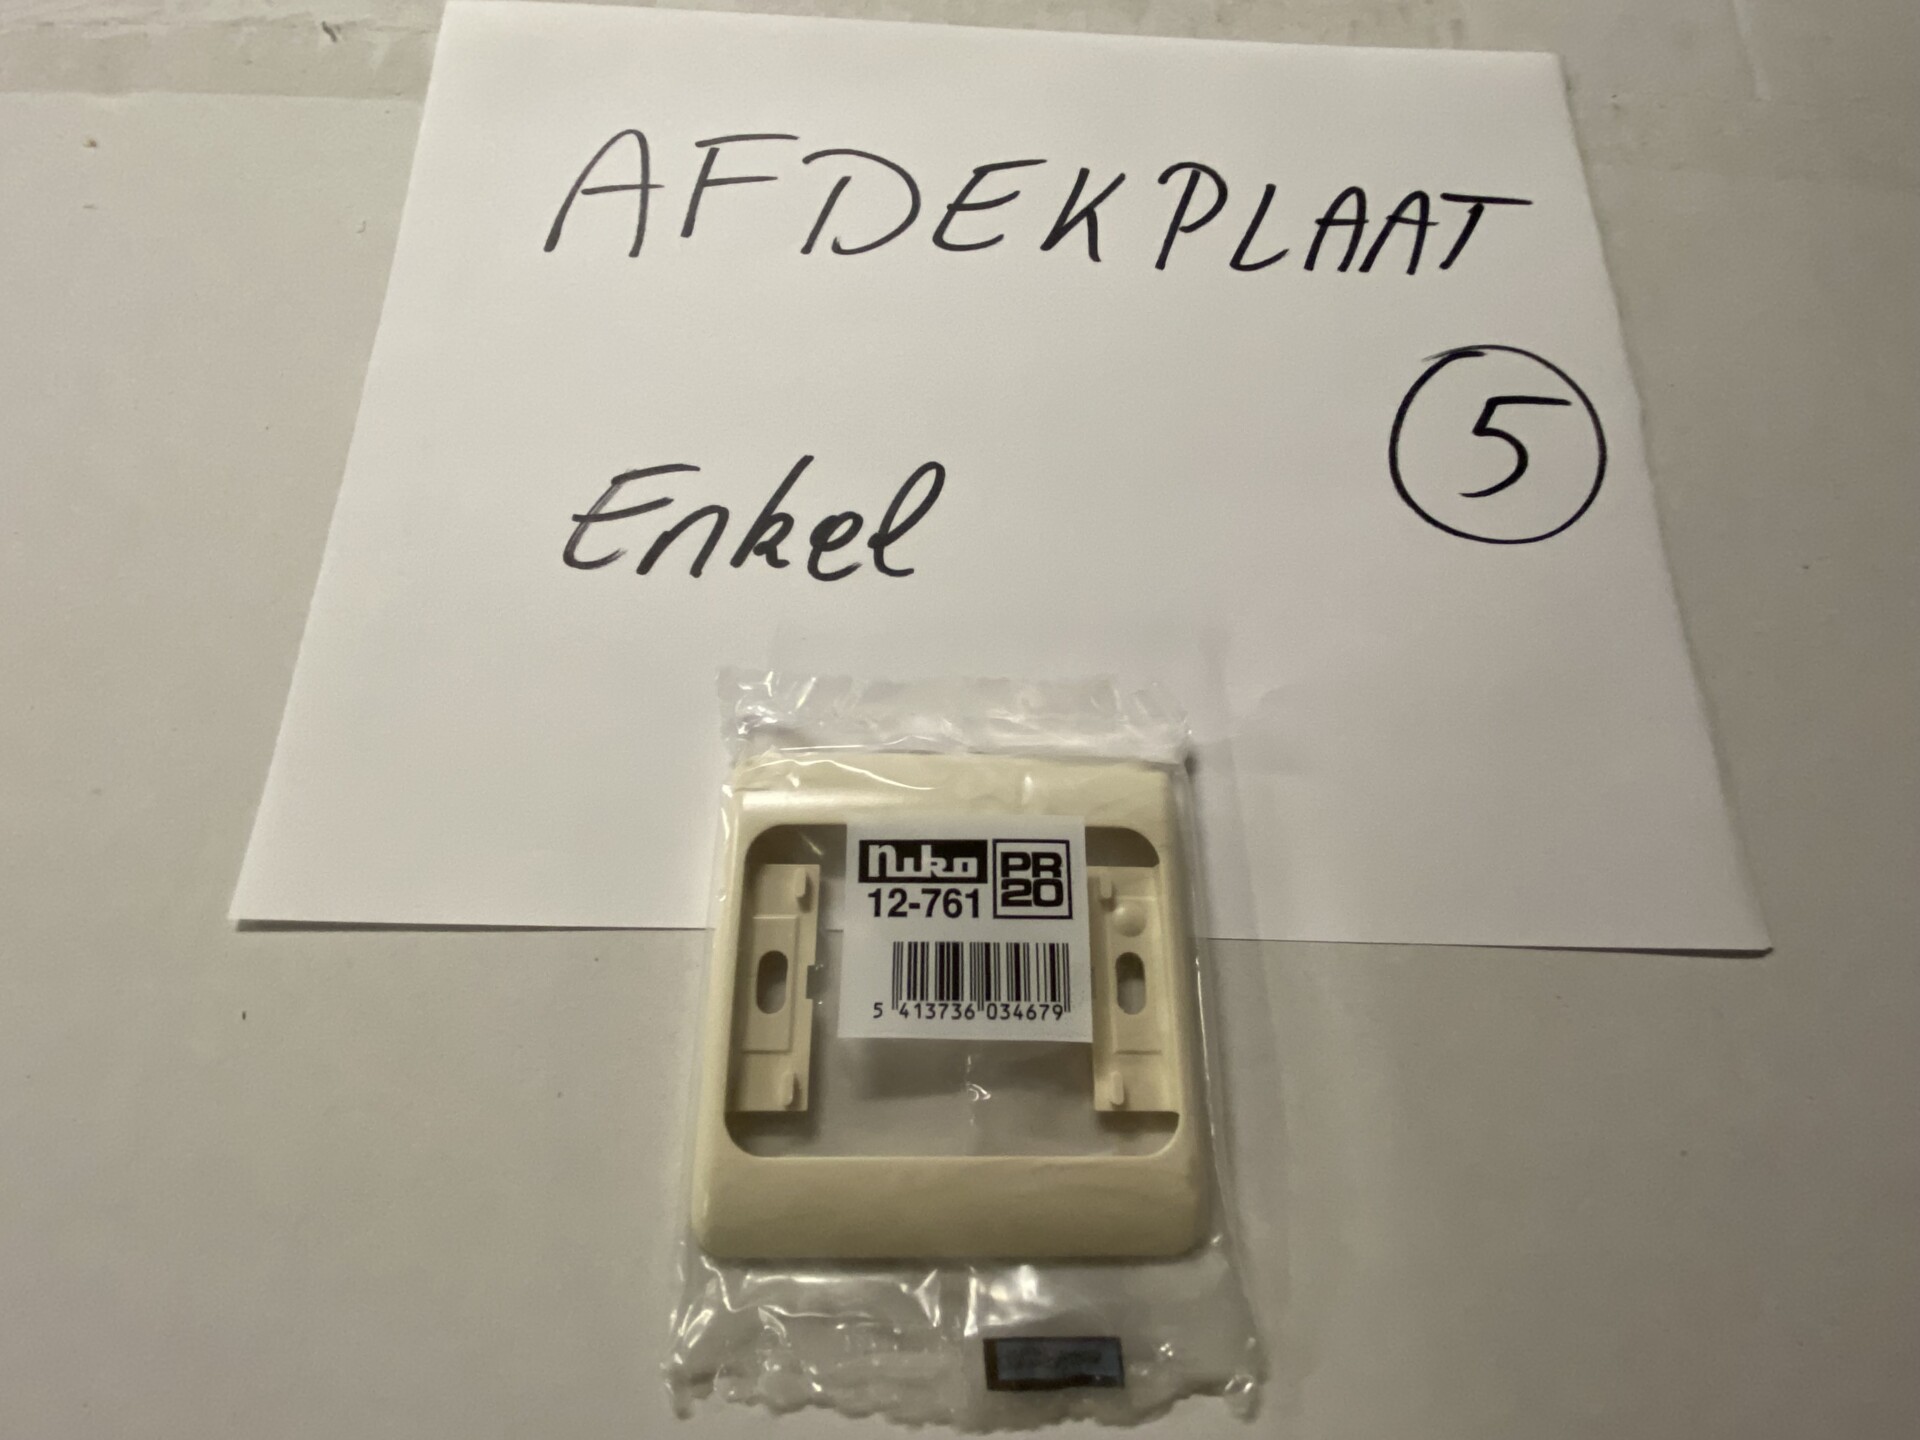 AFDEKPLAAT
5
Enkel
niko
PR
20
12-761
5 413736 034679